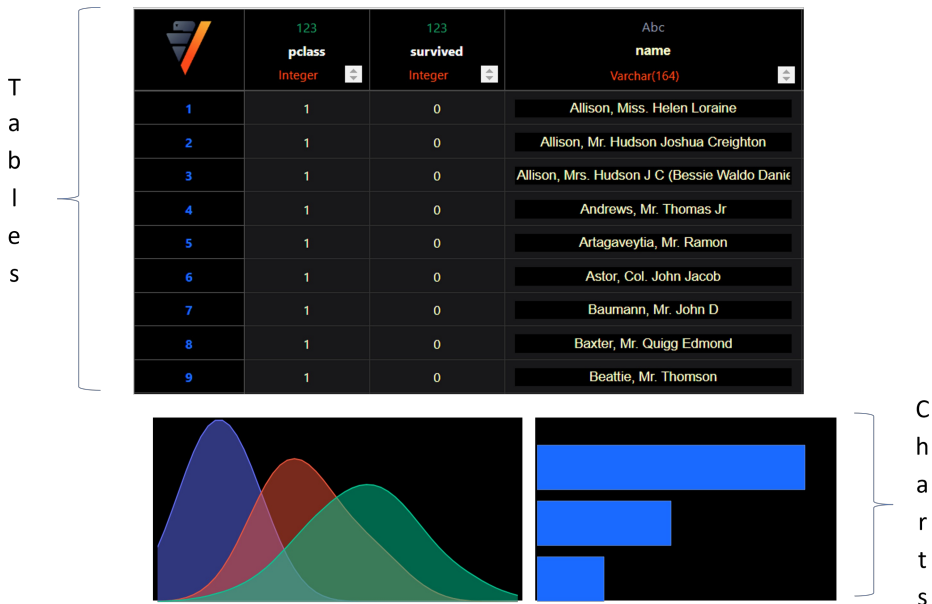 Tables
123 123 Abc
pclass survived name
Integer Integer Varchar(164)
1 1 0 Allison, Miss. Helen Loraine
2 1 0 Allison, Mr. Hudson Joshua Creighton
3 1 0 Allison, Mrs. Hudson J C (Bessie Waldo Danie
4 1 0 Andrews, Mr. Thomas Jr
5 1 0 Artagaveytia, Mr. Ramon
6 1 0 Astor, Col. John Jacob
7 1 0 Baumann, Mr. John D
8 1 0 Baxter, Mr. Quigg Edmond
9 1 0 Beattie, Mr. Thomson
Charts